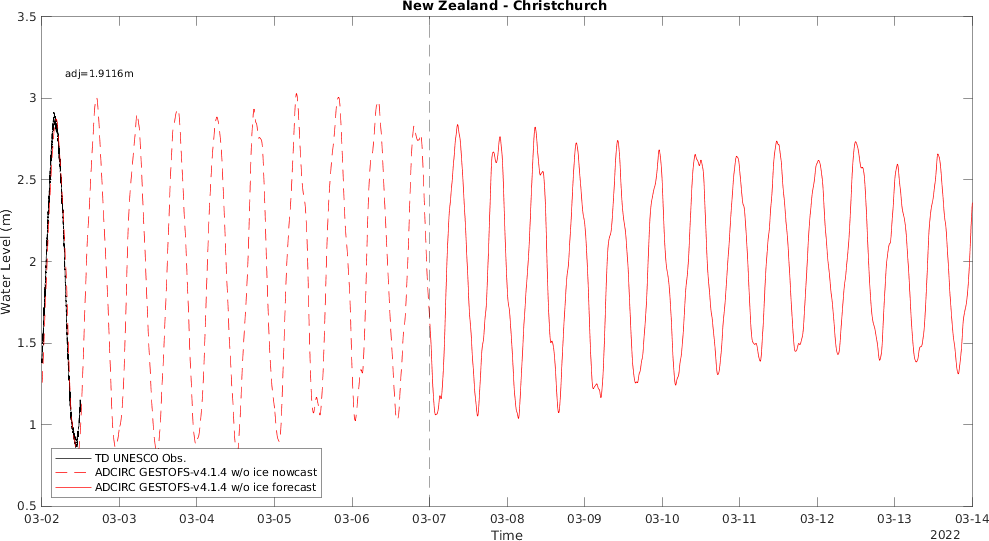 New Zealand - Christchurch
3.5
adj=1.9116m
3
2.5
2
Water Level (m)
1.5
1
TD UNESCO Obs.
ADCIRC GESTOFS-v4.1.4 w/o ice nowcast
ADCIRC GESTOFS-v4.1.4 w/o ice forecast
0.5
03-02 03-03 03-04 03-05 03-06 03-07 03-08 03-09 03-10 03-11 03-12 03-13 03-14
Time
2022